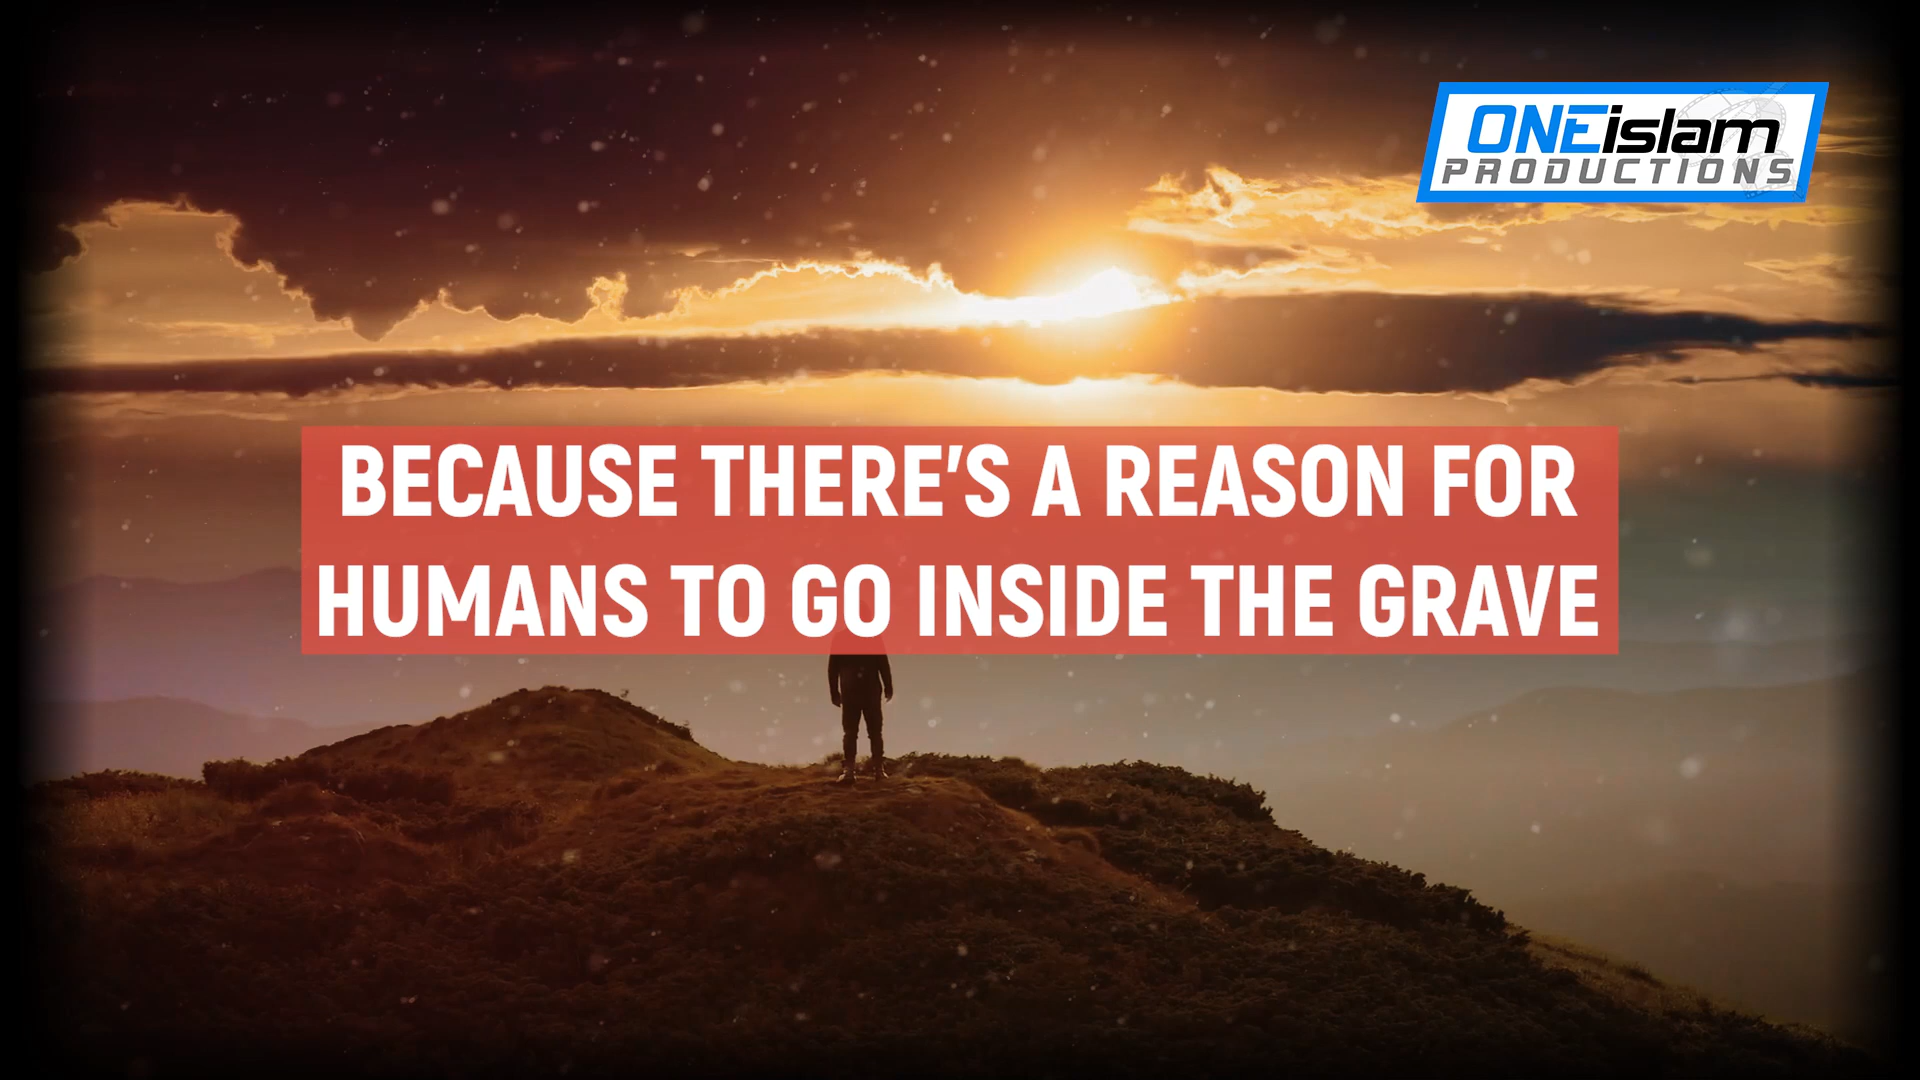 ONEislam
PRODUCTIONS
BECAUSE THERE'S A REASON FOR
HUMANS TO GO INSIDE THE GRAVE